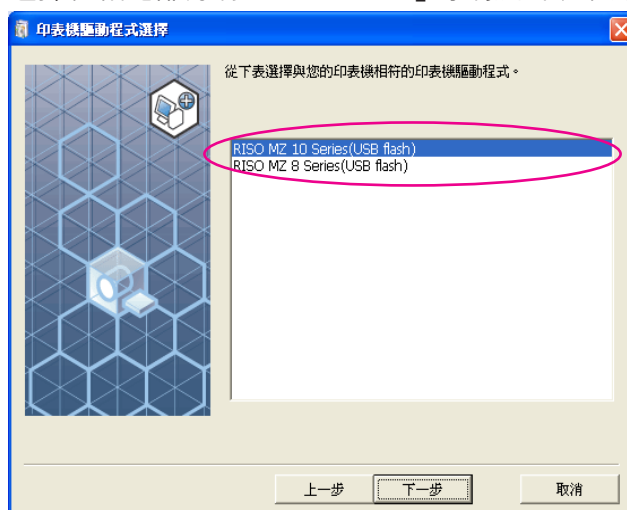 印表機驅動程式選擇
從下表選擇與您的印表機相符的印表機驅動程式。
RISO MZ 10 Series(USB flash)
RISO MZ 8 Series(USB flash)
上一步
下一步
取消